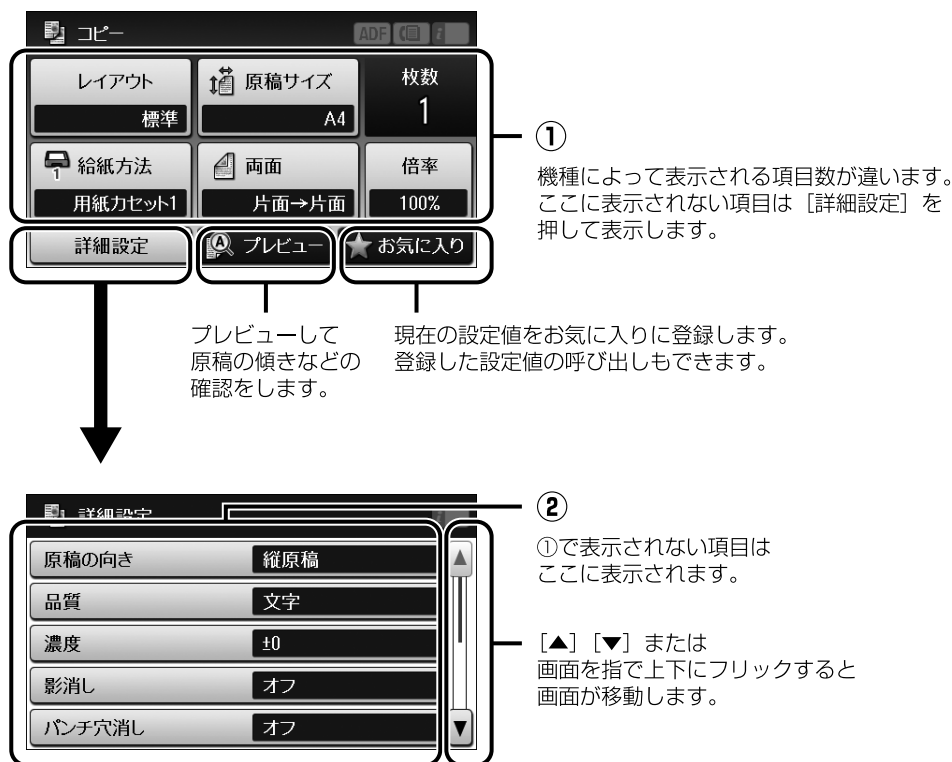 コピー
ADF
i
レイアウト
標準
原稿サイズ
A4
枚数
1
給紙方法
1
用紙カセット1
両面
片面→片面
倍率
100%
詳細設定
A
プレビュー
お気に入り
①
機種によって表示される項目数が違います。
ここに表示されない項目は［詳細設定］を
押して表示します。
プレビューして
原稿の傾きなどの
確認をします。
現在の設定値をお気に入りに登録します。
登録した設定値の呼び出しもできます。
詳細設定
原稿の向き
縦原稿
品質
文字
濃度
±0
影消し
オフ
パンチ穴消し
オフ
②
①で表示されない項目は
ここに表示されます。
［▲］［▼］または
画面を指で上下にフリックすると
画面が移動します。